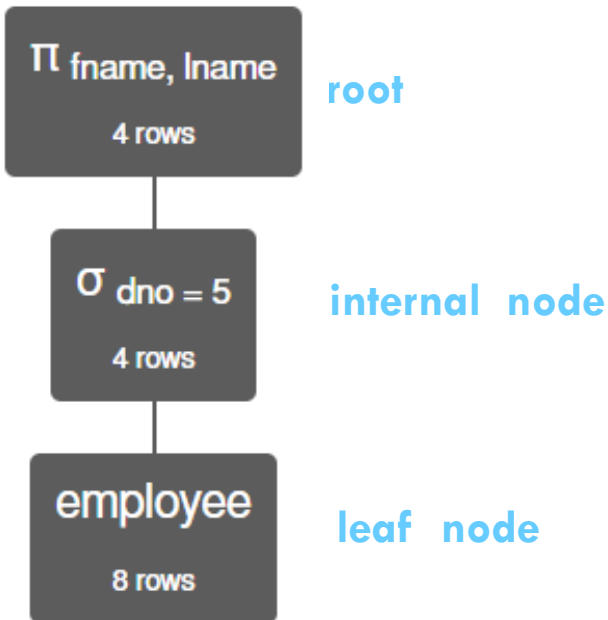 π fname, lname
4 rows
root
σ dno = 5
4 rows
internal node
employee
8 rows
leaf node